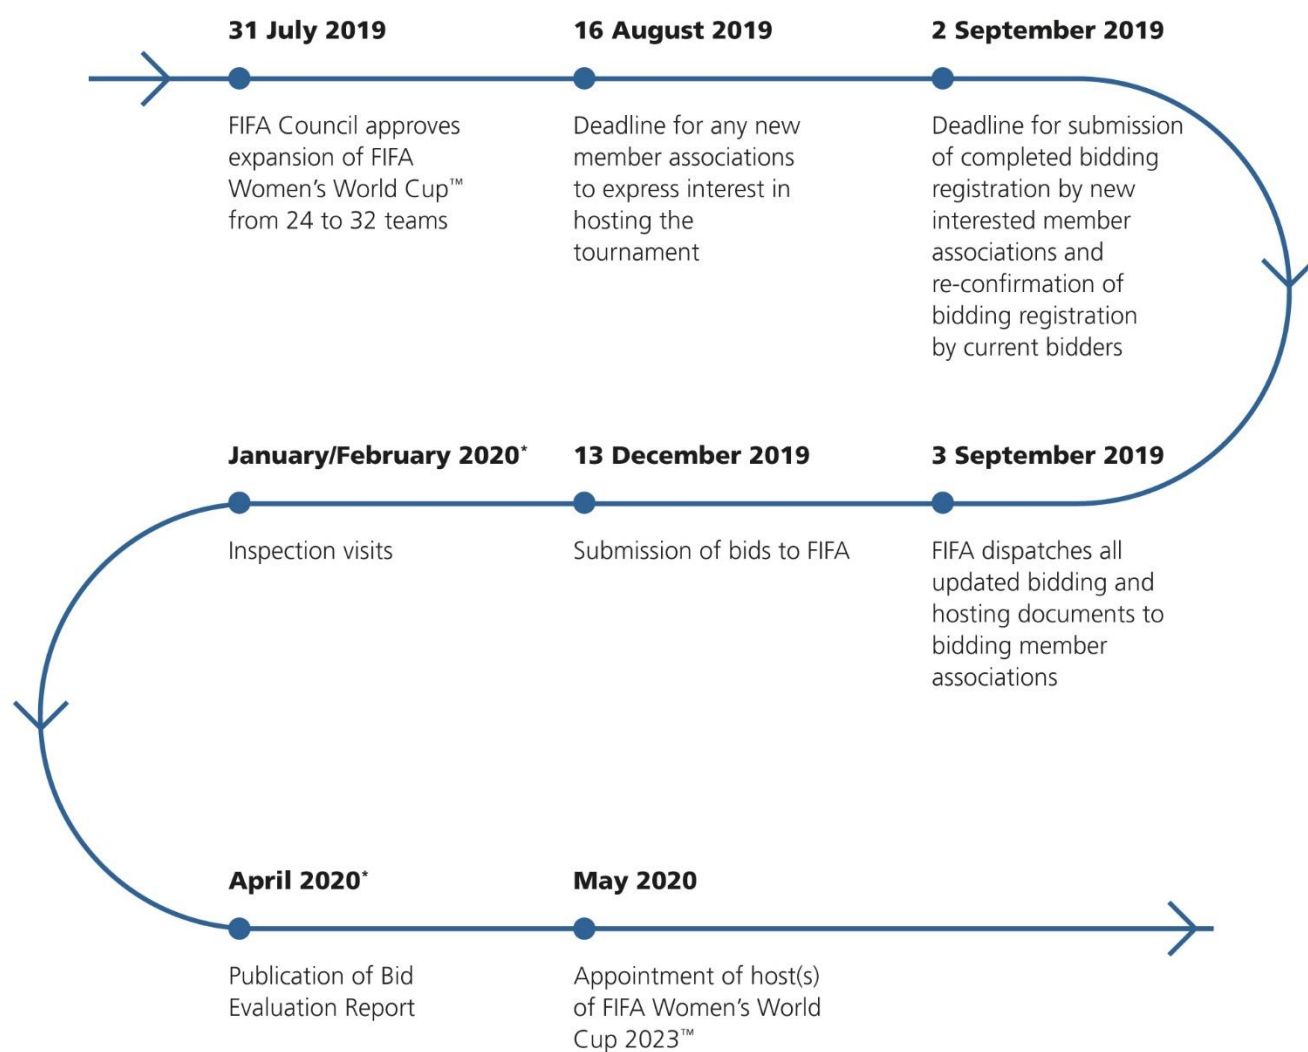 31 July 2019
FIFA Council approves
expansion of FIFA
Women’s World Cup™
from 24 to 32 teams
16 August 2019
Deadline for any new
member associations
to express interest in
hosting the
tournament
2 September 2019
Deadline for submission
of completed bidding
registration by new
interested member
associations and
re-confirmation of
bidding registration
by current bidders
3 September 2019
FIFA dispatches all
updated bidding and
hosting documents to
bidding member
associations
13 December 2019
Submission of bids to FIFA
January/February 2020*
Inspection visits
April 2020*
Publication of Bid
Evaluation Report
May 2020
Appointment of host(s)
of FIFA Women’s World
Cup 2023™